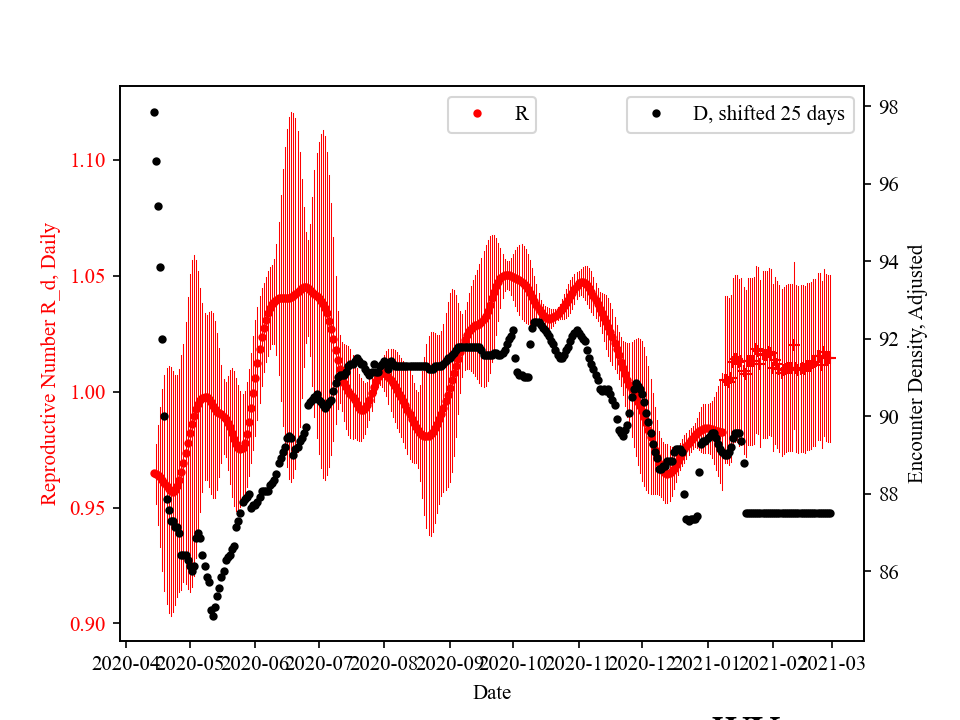 R
D, shifted 25 days
1.10
1.05
1.00
0.95
0.90
Reproductive Number R_d, Daily
98
96
94
92
90
88
86
Encounter Density, Adjusted
2020-04 2020-05 2020-06 2020-07 2020-08 2020-09 2020-10 2020-11 2020-12 2021-01 2021-02 2021-03
Date